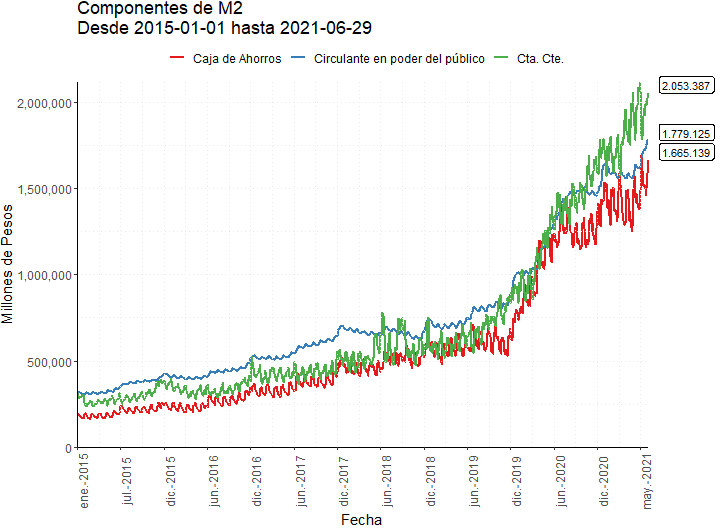 Componentes de M2
Desde 2015-01-01 hasta 2021-06-29
Caja de Ahorros Circulante en poder del público Cta. Cte.
Millones de Pesos
2,000,000
1,500,000
1,000,000
500,000
0
2.053.387
1.779.125
1.665.139
ene.-2015
jul.-2015
dic.-2015
jun.-2016
dic.-2016
jun.-2017
dic.-2017
jun.-2018
dic.-2018
jun.-2019
dic.-2019
jun.-2020
dic.-2020
may.-2021
Fecha